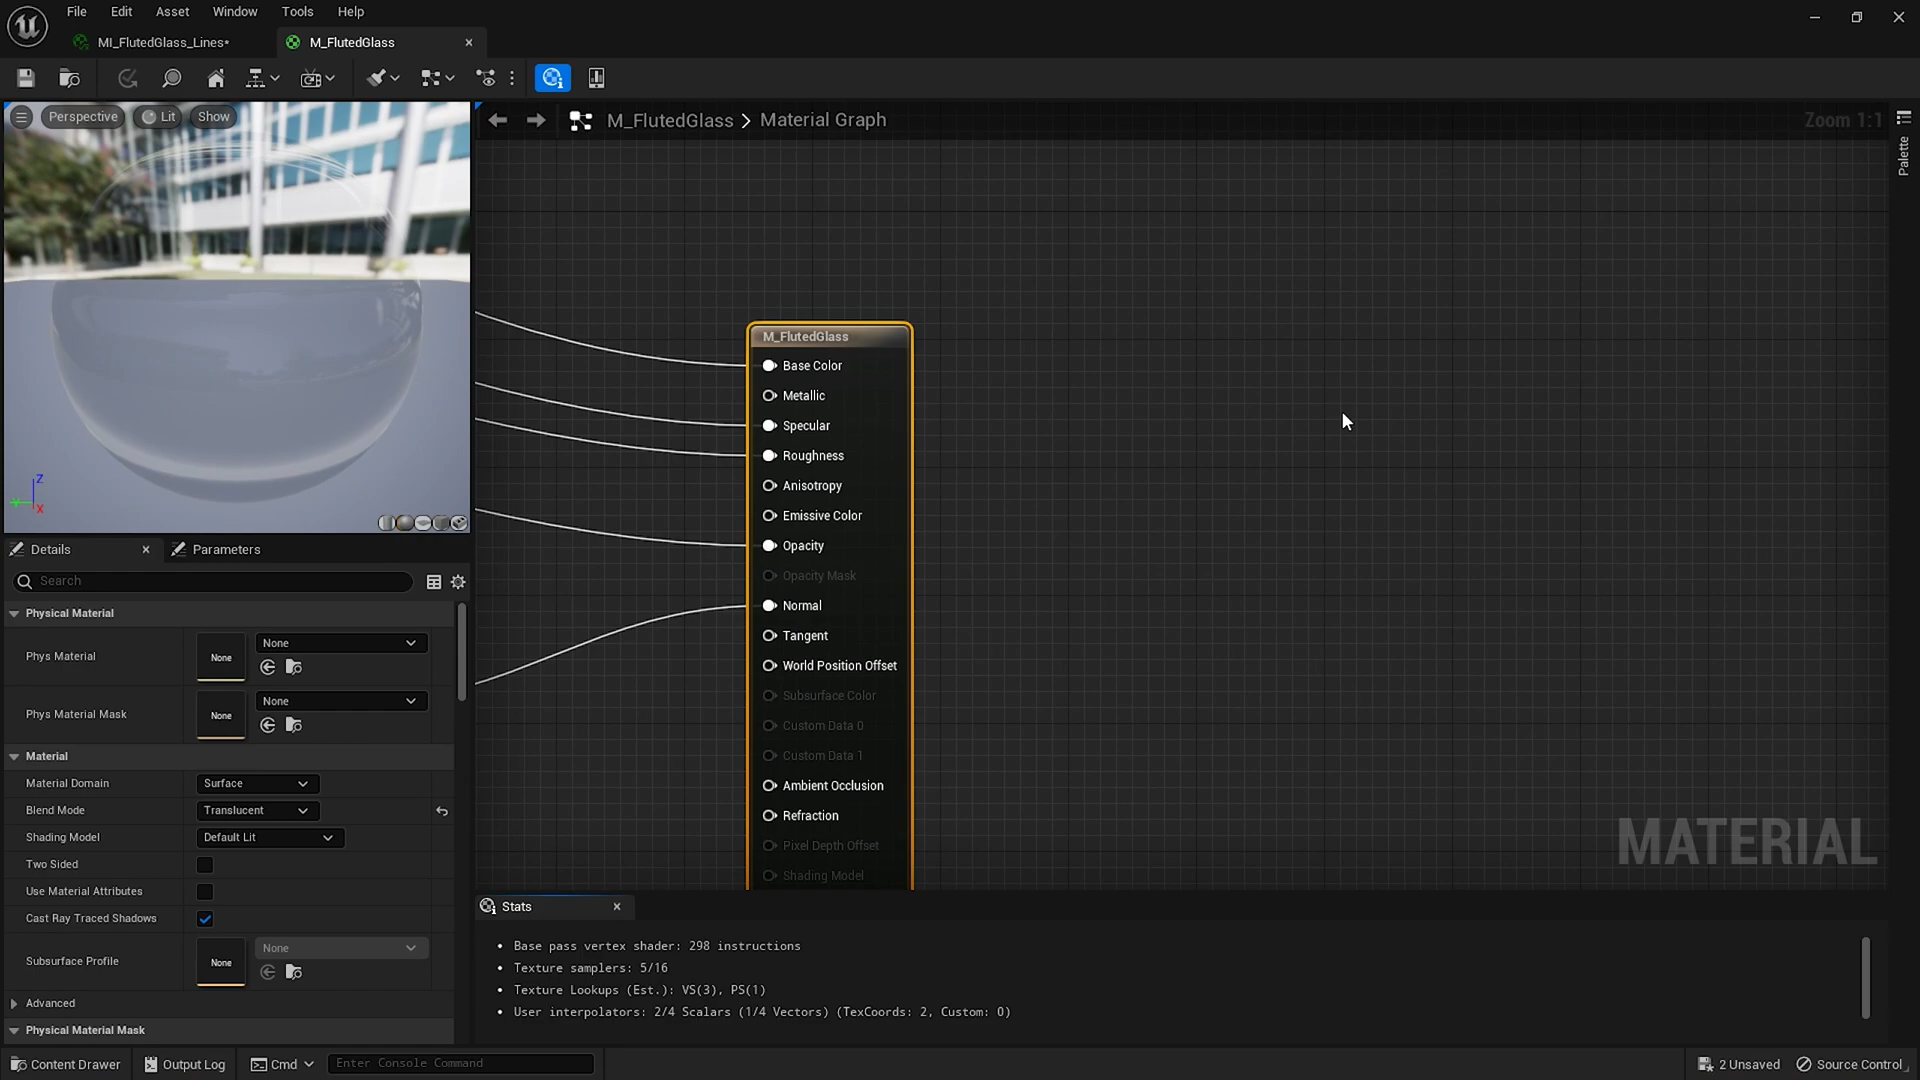 File Edit Asset Window Tools Help
MI_FlutedGlass_Lines*
M_FlutedGlass
Perspective
Lit
Show
M_FlutedGlass > Material Graph
Zoom 1:1
Palette
M_FlutedGlass
Base Color
Metallic
Specular
Roughness
Anisotropy
Emissive Color
Opacity
Opacity Mask
Normal
Tangent
World Position Offset
Subsurface Color
Custom Data 0
Custom Data 1
Ambient Occlusion
Refraction
Pixel Depth Offset
Shading Model
MATERIAL
Z
X
Details
Parameters
Search
Physical Material
Phys Material
None
None
Phys Material Mask
None
None
Material
Material Domain
Surface
Blend Mode
Translucent
Shading Model
Default Lit
Two Sided
Use Material Attributes
Cast Ray Traced Shadows
Subsurface Profile
None
None
Advanced
Physical Material Mask
Stats
• Base pass vertex shader: 298 instructions
• Texture samplers: 5/16
• Texture Lookups (Est.): VS(3), PS(1)
• User interpolators: 2/4 Scalars (1/4 Vectors) (TexCoords: 2, Custom: 0)
Content Drawer
Output Log
Cmd
Enter Console Command
2 Unsaved
Source Control